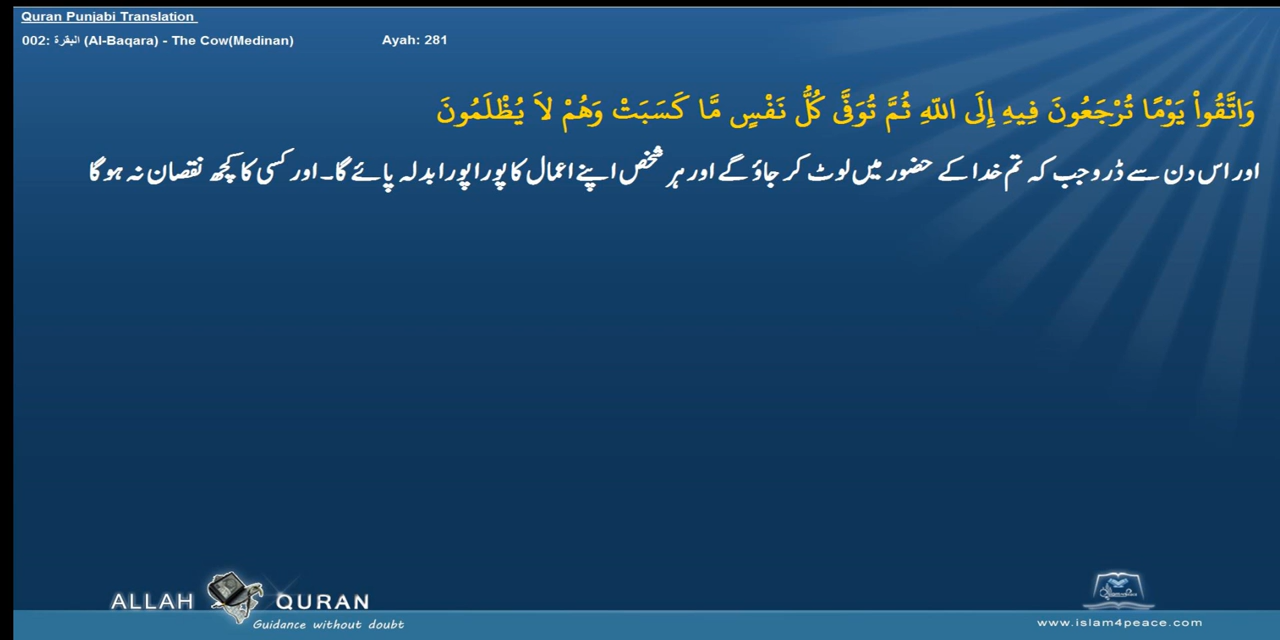 Quran Punjabi Translation
002: البقرة (Al-Baqara) - The Cow(Medinan) Ayah: 281
وَاتَّقُواْ يَوْمًا تُرْجَعُونَ فِيهِ إِلَى اللّهِ ثُمَّ تُوَفَّى كُلُّ نَفْسٍ مَّا كَسَبَتْ وَهُمْ لاَ يُظْلَمُونَ
اور اس دن سے ڈرو جب کہ تم خدا کے حضور میں لوٹ کر جاؤ گے اور ہر شخص اپنے اعمال کا پورا پورا بدلہ پائے گا۔ اور کسی کا کچھ نقصان نہ ہو گا
ALLAH QURAN
Guidance without doubt
www.islam4peace.com